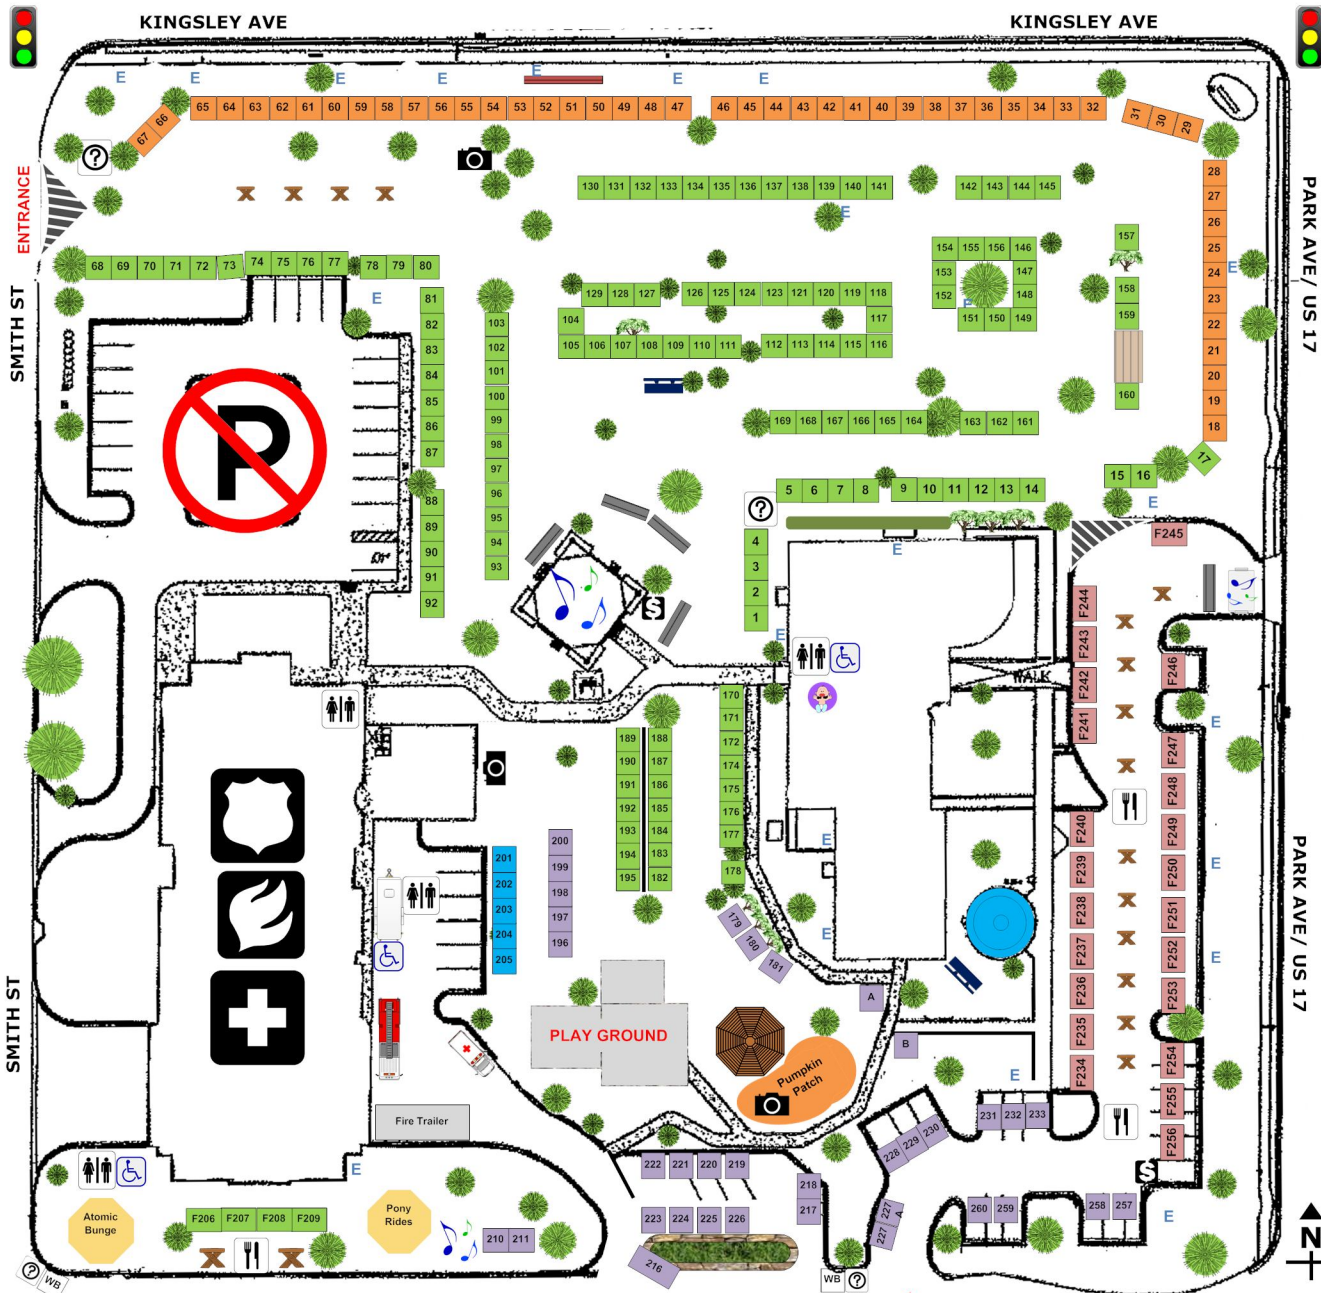 KINGSLEY AVE
KINGSLEY AVE
E E E E E E E
65 64 63 62 61 60 59 58 57 56 55 54 53 52 51 50 49 48 47
46 45 44 43 42 41 40 39 38 37 36 35 34 33 32
31 30 29
67 66
?
ENTRANCE
SMITH ST
PARK AVE/ US 17
28
27
26
25
24 E
23
22
21
20
19
18
17
130 131 132 133 134 135 136 137 138 139 140 141
142 143 144 145
E
68 69 70 71 72 73 74 75 76 77 78 79 80
E
154 155 156 146
153 147
152 E 148
151 150 149
157
158
159
160
129 128 127 126 125 124 123 121 120 119 118
104 117
105 106 107 108 109 110 111 112 113 114 115 116
81
82
83
84
85
86
87
88
89
90
91
92
103
102
101
100
99
98
97
96
95
94
93
P
169 168 167 166 165 164 163 162 161
15 16
E
5 6 7 8 9 10 11 12 13 14
?
4
3
2
1
E
E
F245
F244
F243
F242
F241
WALK
F246
F247
F248
F249
F250
F251
F252
F253
F254
F255
F256
F240
F239
F238
F237
F236
F235
F234
E
E
E
$
170
171
172
174
175
176
177
178
179
180
181
189 188
190 187
191 186
192 185
193 184
194 183
195 182
200
199
198
197
196
201
202
203
204
205
E
E
A
B
PLAY GROUND
Pumpkin
Patch
PARK AVE/ US 17
SMITH ST
Fire Trailer
E
231 232 233
228 229 230
E
222 221 220 219
223 224 225 226
218
217
227
227 A
216
$
260 259
258 257
E
Atomic
Bunge
F206 F207 F208 F209
Pony
Rides
210 211
?
WB
WB
?
N